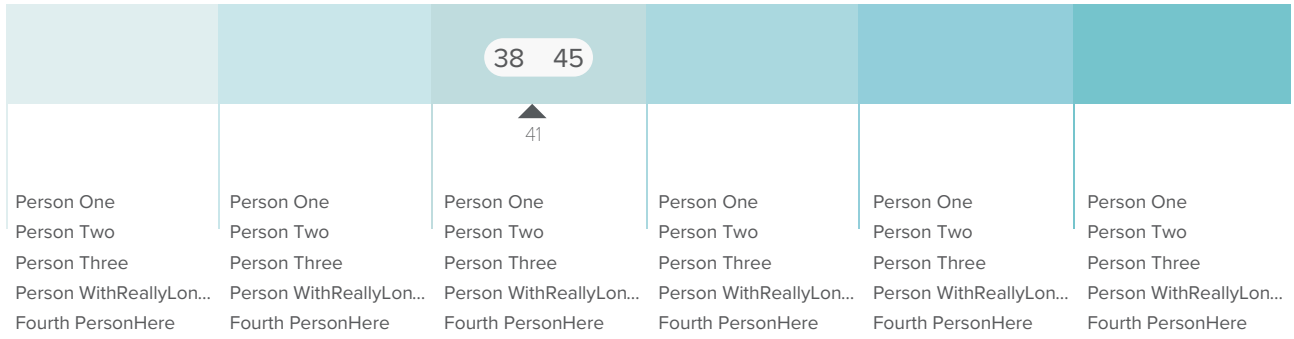 38 45
41
Person One Person One Person One Person One Person One Person One
Person Two Person Two Person Two Person Two Person Two Person Two
Person Three Person Three Person Three Person Three Person Three Person Three
Person WithReallyLon... Person WithReallyLon... Person WithReallyLon... Person WithReallyLon... Person WithReallyLon... Person WithReallyLon...
Fourth PersonHere Fourth PersonHere Fourth PersonHere Fourth PersonHere Fourth PersonHere Fourth PersonHere